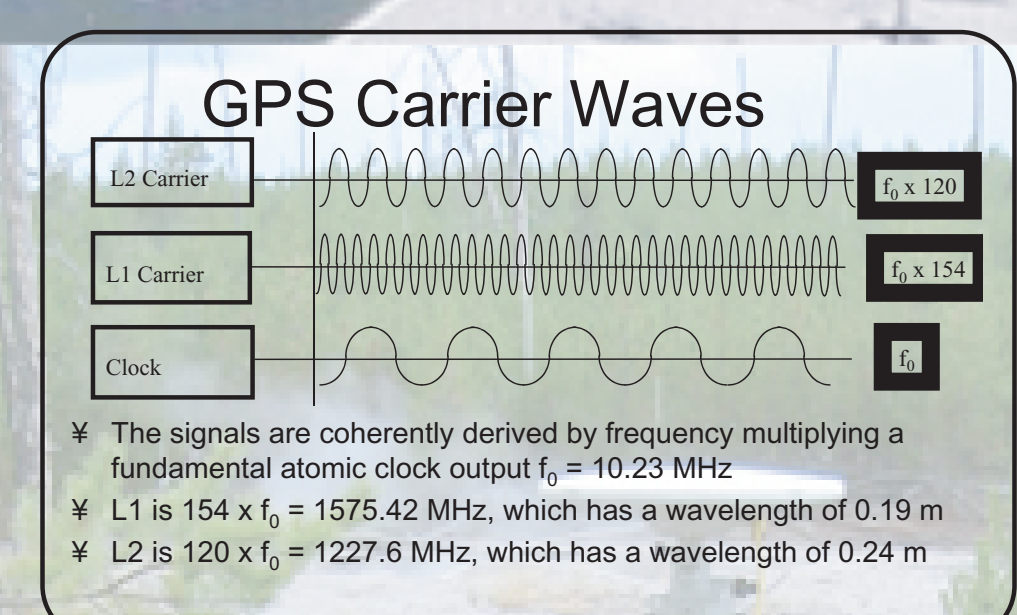 GPS Carrier Waves
L2 Carrier
f₀ x 120
L1 Carrier
f₀ x 154
Clock
f₀
¥ The signals are coherently derived by frequency multiplying a
fundamental atomic clock output f₀ = 10.23 MHz
¥ L1 is 154 x f₀ = 1575.42 MHz, which has a wavelength of 0.19 m
¥ L2 is 120 x f₀ = 1227.6 MHz, which has a wavelength of 0.24 m